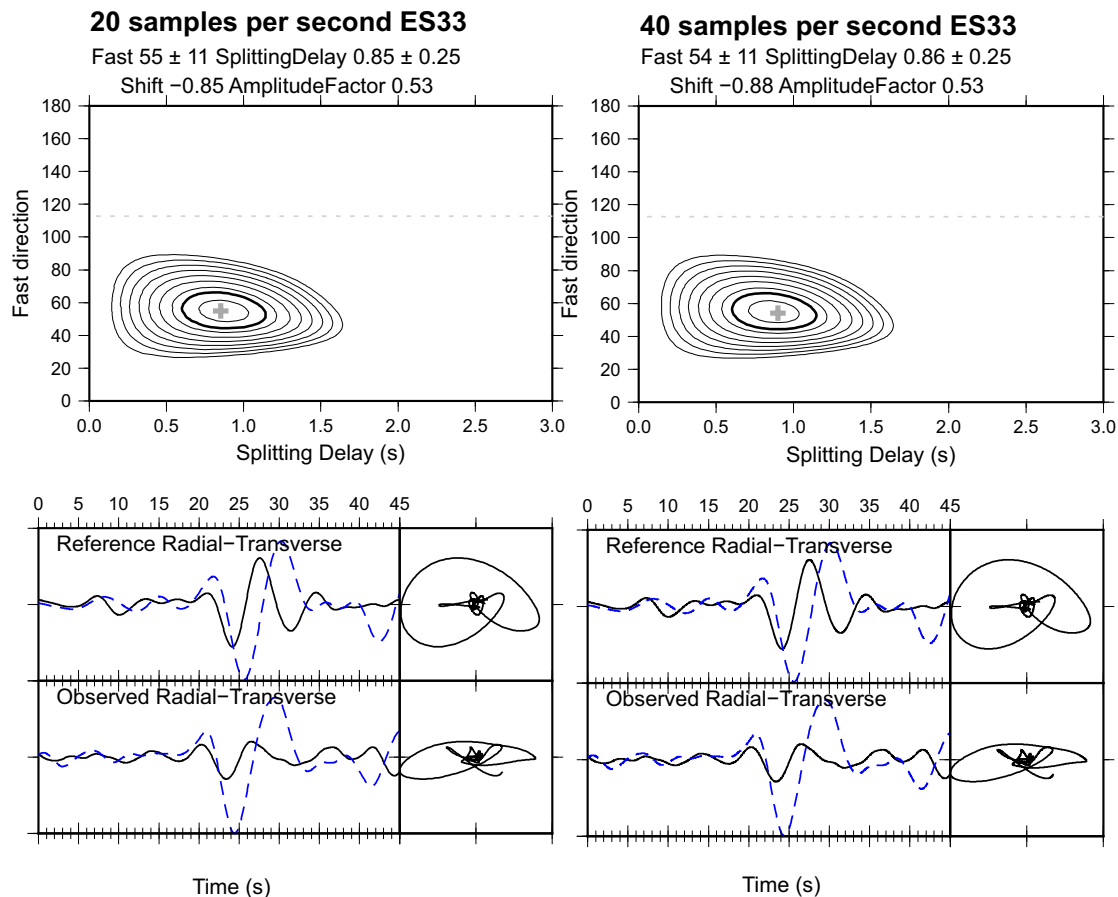 20 samples per second ES33
Fast 55 ± 11 SplittingDelay 0.85 ± 0.25
Shift −0.85 AmplitudeFactor 0.53
180
160
140
120
100
80
60
40
20
0
Fast direction
0.0 0.5 1.0 1.5 2.0 2.5 3.0
Splitting Delay (s)
0 5 10 15 20 25 30 35 40 45
Reference Radial−Transverse
Observed Radial−Transverse
Time (s)
40 samples per second ES33
Fast 54 ± 11 SplittingDelay 0.86 ± 0.25
Shift −0.88 AmplitudeFactor 0.53
180
160
140
120
100
80
60
40
20
0
Fast direction
0.0 0.5 1.0 1.5 2.0 2.5 3.0
Splitting Delay (s)
0 5 10 15 20 25 30 35 40 45
Reference Radial−Transverse
Observed Radial−Transverse
Time (s)